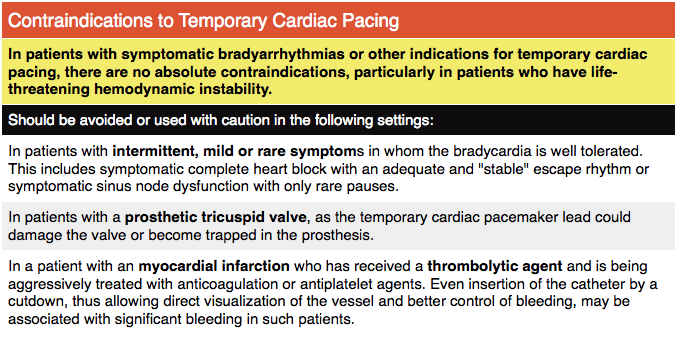 Contraindications to Temporary Cardiac Pacing
In patients with symptomatic bradyarrhythmias or other indications for temporary cardiac
pacing, there are no absolute contraindications, particularly in patients who have life-
threatening hemodynamic instability.
Should be avoided or used with caution in the following settings:
In patients with intermittent, mild or rare symptoms in whom the bradycardia is well tolerated.
This includes symptomatic complete heart block with an adequate and "stable" escape rhythm or
symptomatic sinus node dysfunction with only rare pauses.
In patients with a prosthetic tricuspid valve, as the temporary cardiac pacemaker lead could
damage the valve or become trapped in the prosthesis.
In a patient with an myocardial infarction who has received a thrombolytic agent and is being
aggressively treated with anticoagulation or antiplatelet agents. Even insertion of the catheter by a
cutdown, thus allowing direct visualization of the vessel and better control of bleeding, may be
associated with significant bleeding in such patients.